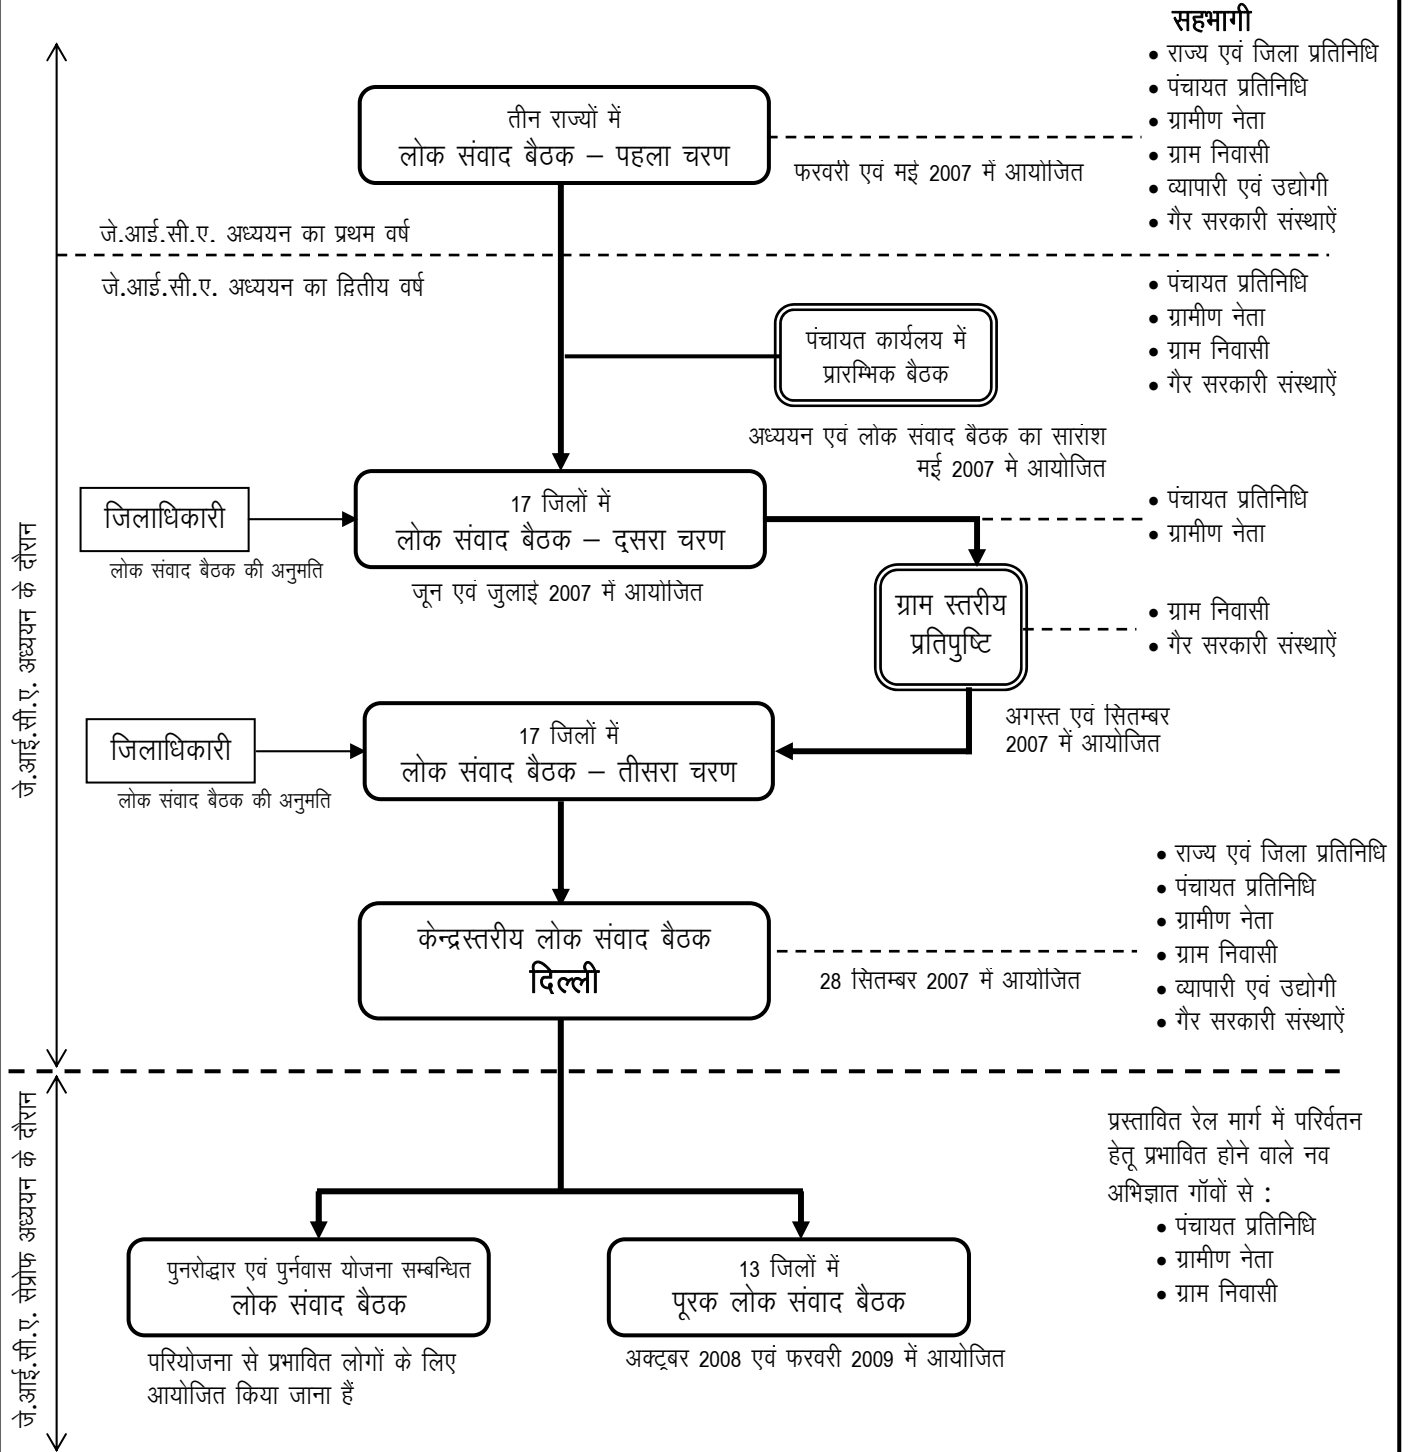 सहभागी
• राज्य एवं जिला प्रतिनिधि
• पंचायत प्रतिनिधि
• ग्रामीण नेता
• ग्राम निवासी
• व्यापारी एवं उद्योगी
• गैर सरकारी संस्थाऐं
तीन राज्यों में
लोक संवाद बैठक – पहला चरण
फरवरी एवं मई 2007 में आयोजित
जे.आई.सी.ए. अध्ययन का प्रथम वर्ष
जे.आई.सी.ए. अध्ययन का द्वितीय वर्ष
• पंचायत प्रतिनिधि
• ग्रामीण नेता
• ग्राम निवासी
• गैर सरकारी संस्थाऐं
पंचायत कार्यलय में
प्रारम्भिक बैठक
अध्ययन एवं लोक संवाद बैठक का सारांश
मई 2007 मे आयोजित
जिलाधिकारी
लोक संवाद बैठक की अनुमति
17 जिलों में
लोक संवाद बैठक – दूसरा चरण
जून एवं जुलाई 2007 में आयोजित
• पंचायत प्रतिनिधि
• ग्रामीण नेता
ग्राम स्तरीय
प्रतिपुष्टि
• ग्राम निवासी
• गैर सरकारी संस्थाऐं
अगस्त एवं सितम्बर
2007 में आयोजित
जिलाधिकारी
लोक संवाद बैठक की अनुमति
17 जिलों में
लोक संवाद बैठक – तीसरा चरण
जे.आई.सी.ए. अध्ययन के दौरान
केन्द्रस्तरीय लोक संवाद बैठक
दिल्ली
28 सितम्बर 2007 में आयोजित
• राज्य एवं जिला प्रतिनिधि
• पंचायत प्रतिनिधि
• ग्रामीण नेता
• ग्राम निवासी
• व्यापारी एवं उद्योगी
• गैर सरकारी संस्थाऐं
जे.आई.सी.ए. सेप्रोफ अध्ययन के दौरान
प्रस्तावित रेल मार्ग में परिर्वतन
हेतू प्रभावित होने वाले नव
अभिज्ञात गॉवों से :
• पंचायत प्रतिनिधि
• ग्रामीण नेता
• ग्राम निवासी
पुनरोद्धार एवं पुर्नवास योजना सम्बन्धित
लोक संवाद बैठक
परियोजना से प्रभावित लोगों के लिए
आयोजित किया जाना हैं
13 जिलों में
पूरक लोक संवाद बैठक
अक्टूबर 2008 एवं फरवरी 2009 में आयोजित